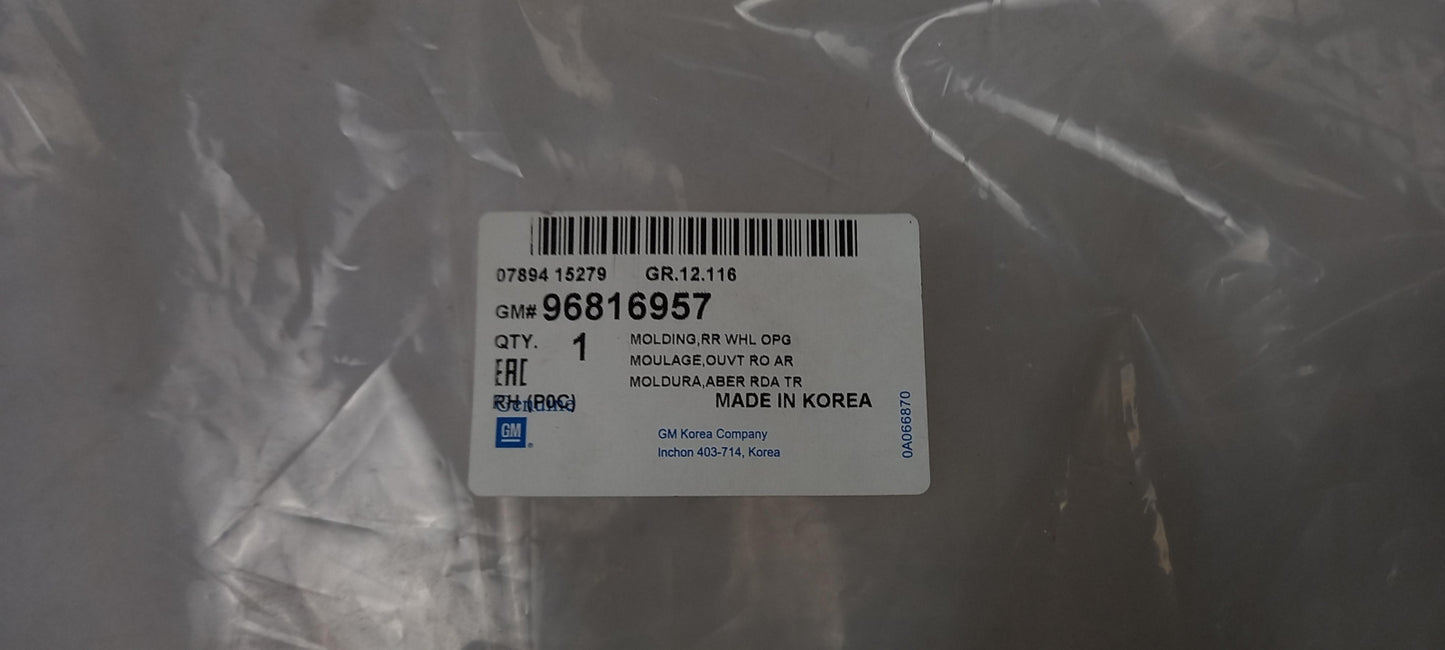 07894 15279 GR.12.116
GM# 96816957
QTY. 1 MOLDING,RR WHL OPG
MOULAGE,OUVT RO AR
EAC
MOLDURA,ABER RDA TR
RH (P0C) MADE IN KOREA
Genuine
GM
GM Korea Company
Inchon 403-714, Korea
0A066870